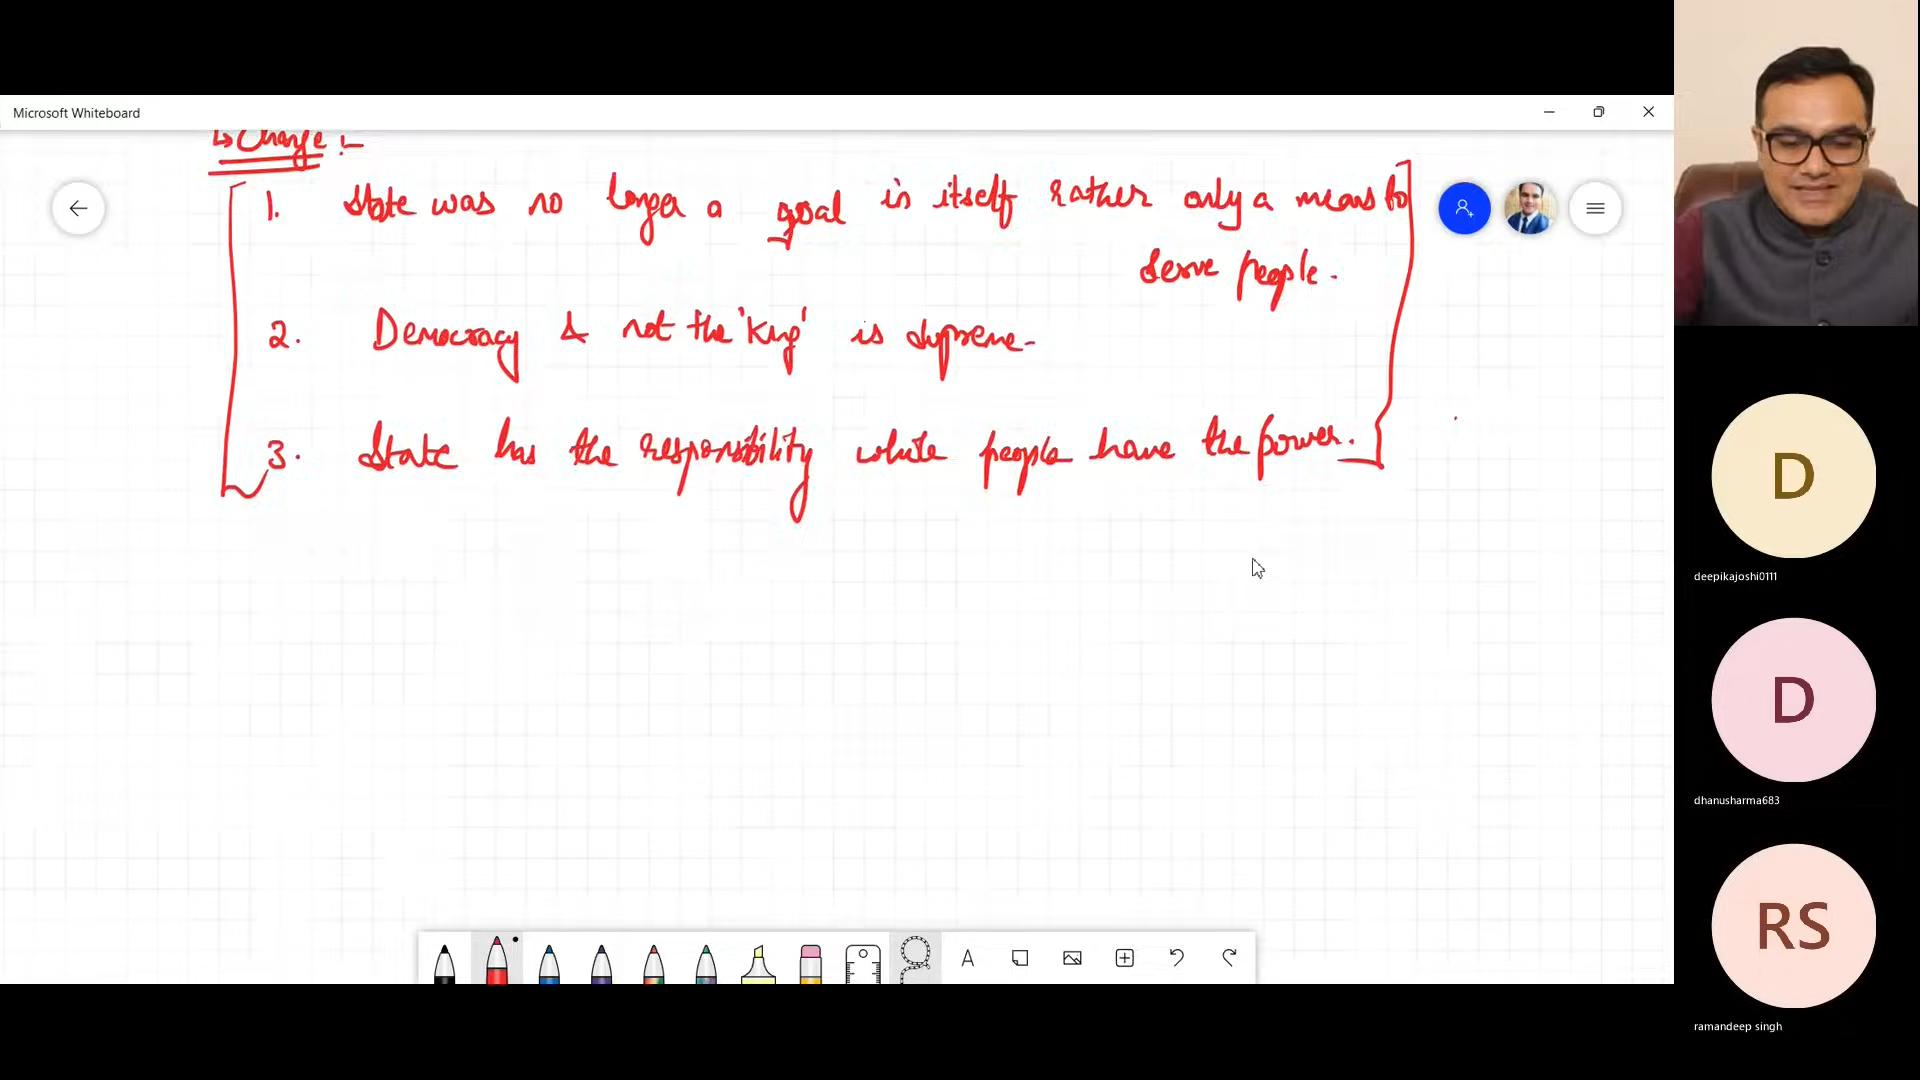 Microsoft Whiteboard
↳ Change :-
1. State was no longer a goal in itself Rather only a means to
serve people.
2. Democracy & not the 'King' is supreme.
3. State has the responsibility while people have the power.
D
deepikajoshi0111
D
dhanusharma683
RS
ramandeep singh
A